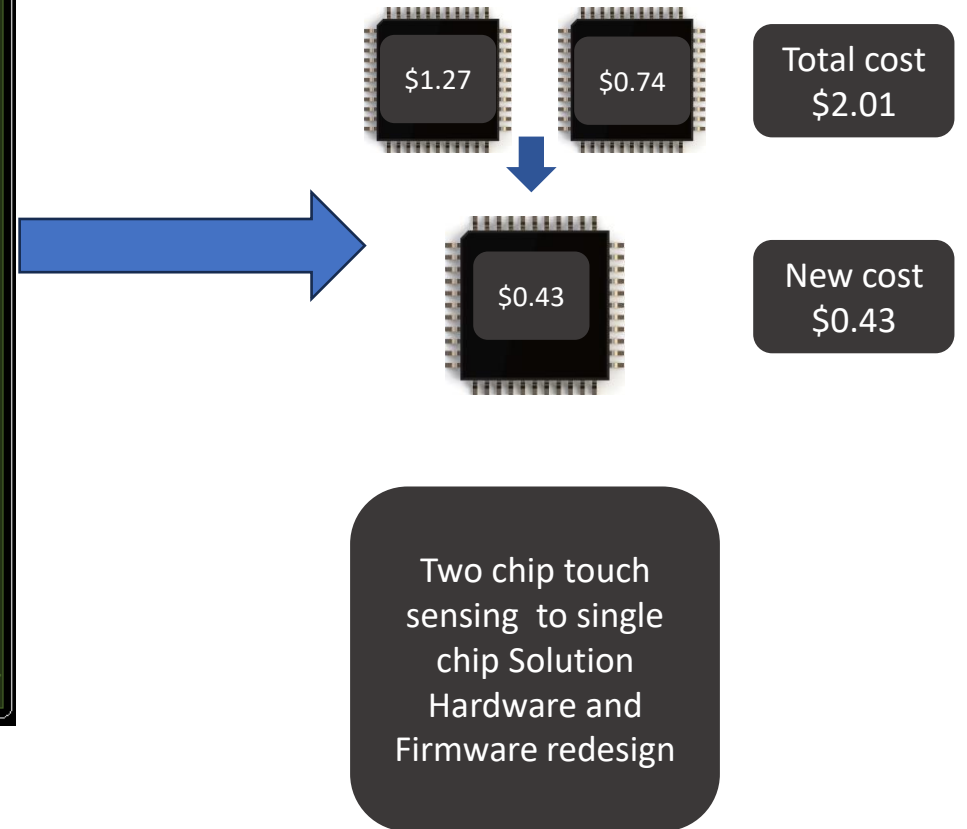 $1.27
$0.74
Total cost
$2.01
$0.43
New cost
$0.43
Two chip touch
sensing  to single
chip Solution
Hardware and
Firmware redesign